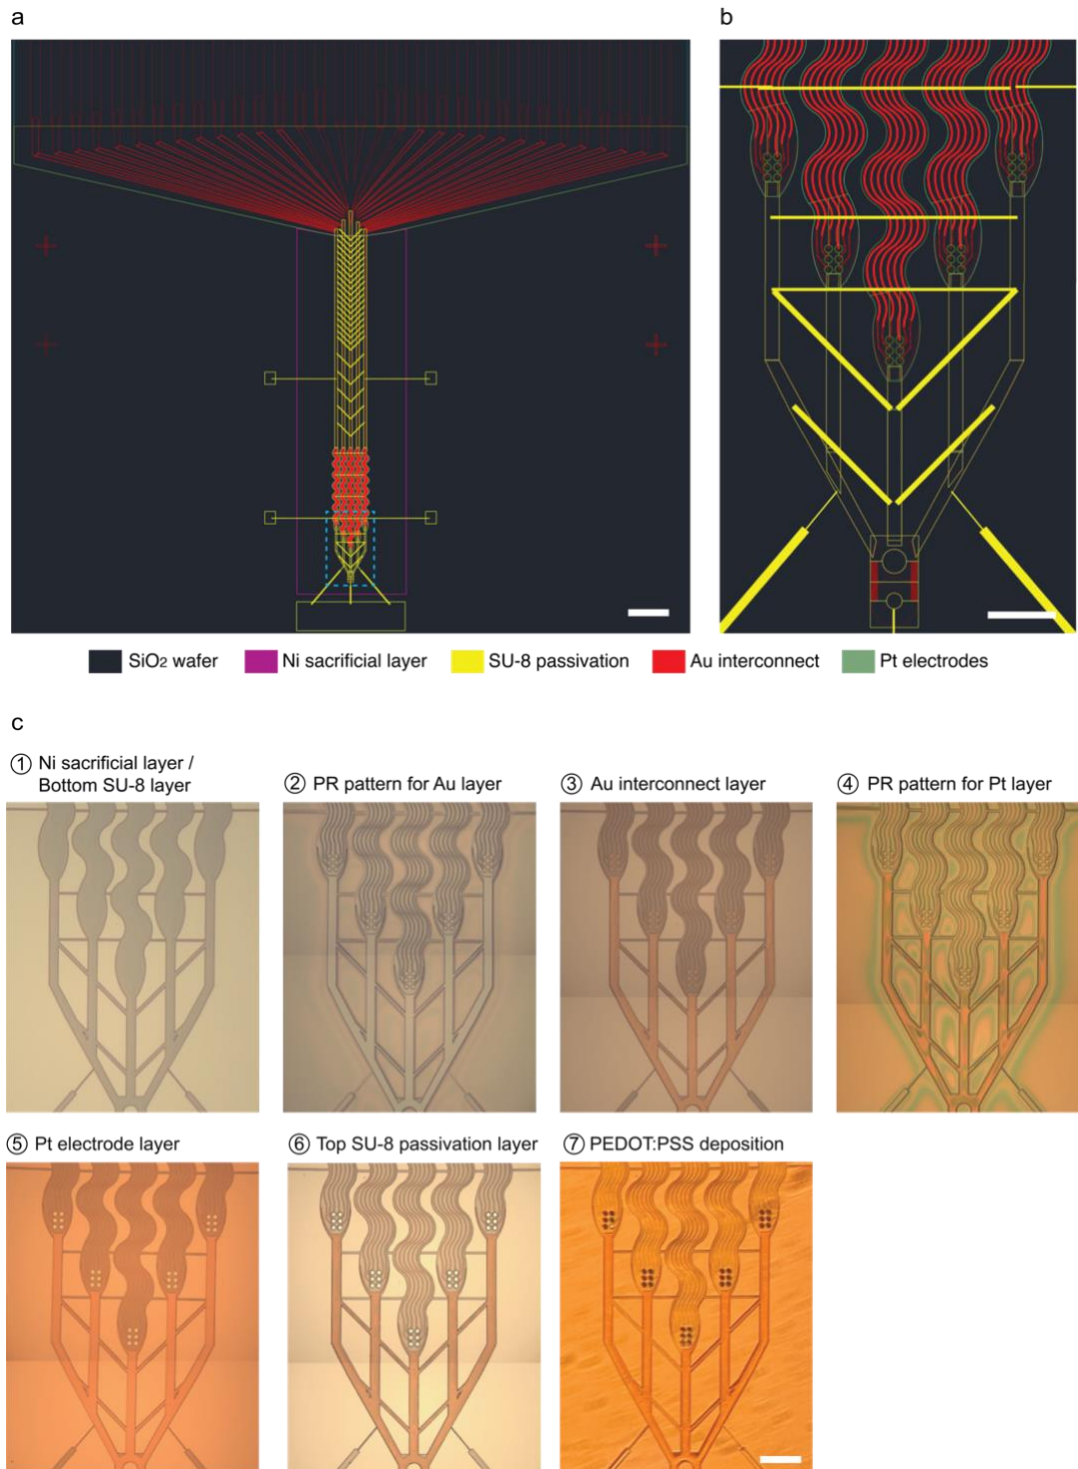 a
b
SiO2 wafer
Ni sacrificial layer
SU-8 passivation
Au interconnect
Pt electrodes
c
① Ni sacrificial layer /
Bottom SU-8 layer
② PR pattern for Au layer
③ Au interconnect layer
④ PR pattern for Pt layer
⑤ Pt electrode layer
⑥ Top SU-8 passivation layer
⑦ PEDOT:PSS deposition